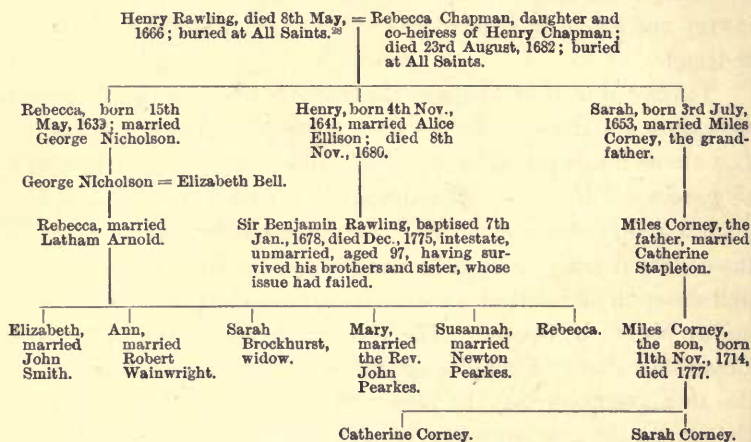 Henry Rawling, died 8th May, = Rebecca Chapman, daughter and
1666; buried at All Saints.²⁸ co-heiress of Henry Chapman;
died 23rd August, 1682; buried
at All Saints.
Rebecca, born 15th
May, 1639; married
George Nicholson.
Henry, born 4th Nov.,
1641, married Alice
Ellison; died 8th
Nov., 1680.
Sarah, born 3rd July,
1653, married Miles
Corney, the grand-
father.
George NIcholson = Elizabeth Bell.
Rebecca, married
Latham Arnold.
Sir Benjamin Rawling, baptised 7th
Jan., 1678, died Dec., 1775, intestate,
unmarried, aged 97, having sur-
vived his brothers and sister, whose
issue had failed.
Miles Corney, the
father, married
Catherine
Stapleton.
Elizabeth,
married
John
Smith.
Ann,
married
Robert
Wainwright.
Sarah
Brockhurst,
widow.
Mary,
married
the Rev.
John
Pearkes.
Susannah,
married
Newton
Pearkes.
Rebecca.
Miles Corney,
the son, born
11th Nov., 1714,
died 1777.
Catherine Corney.
Sarah Corney.